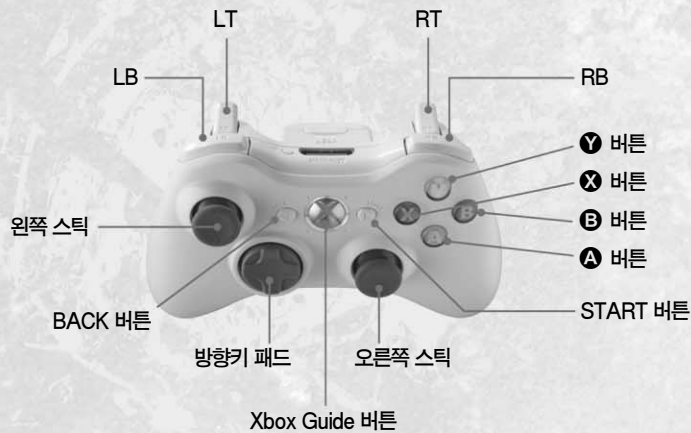 LT
RT
LB
RB
Y 버튼
X 버튼
B 버튼
A 버튼
왼쪽 스틱
START 버튼
BACK 버튼
방향키 패드
오른쪽 스틱
Xbox Guide 버튼